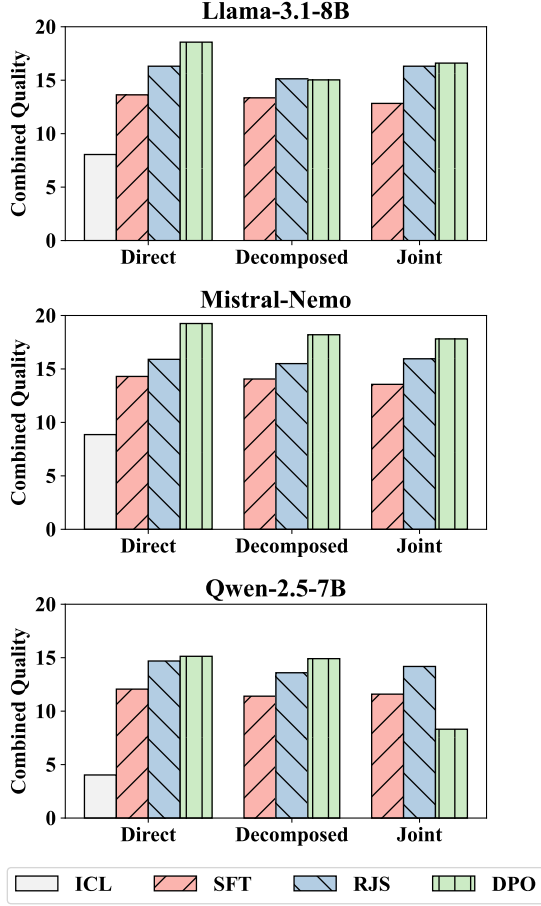 Llama-3.1-8B
Combined Quality
20
15
10
5
0
Direct Decomposed Joint
Mistral-Nemo
Combined Quality
20
15
10
5
0
Direct Decomposed Joint
Qwen-2.5-7B
Combined Quality
20
15
10
5
0
Direct Decomposed Joint
ICL SFT RJS DPO